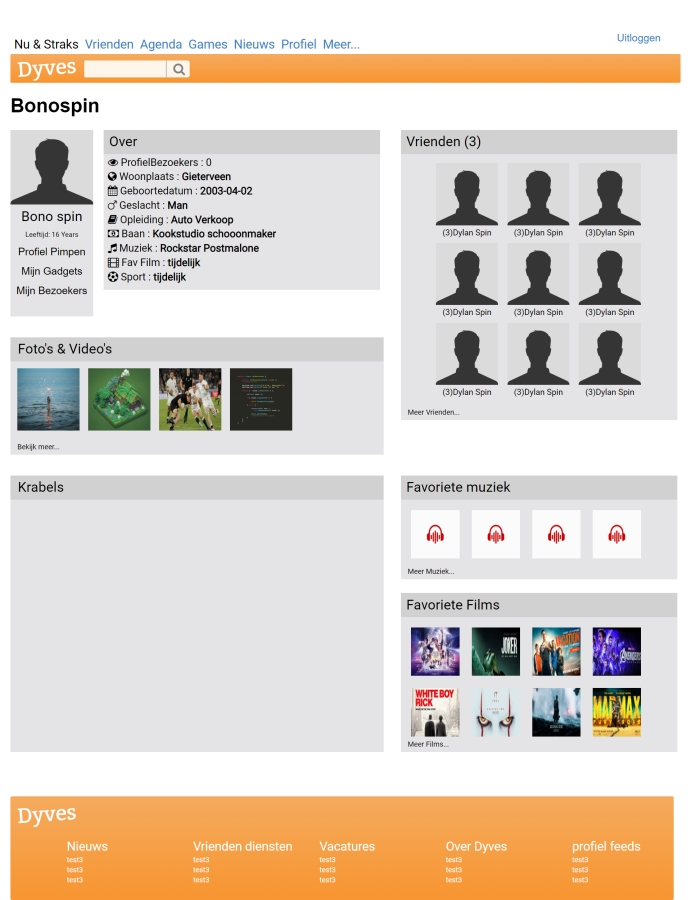 Nu & Straks Vrienden Agenda Games Nieuws Profiel Meer...
Uitloggen
Dyves
Bonospin
Bono spin
Leeftijd: 16 Years
Profiel Pimpen
Mijn Gadgets
Mijn Bezoekers
Over
ProfielBezoekers : 0
Woonplaats : Gieterveen
Geboortedatum : 2003-04-02
Geslacht : Man
Opleiding : Auto Verkoop
Baan : Kookstudio schooonmaker
Muziek : Rockstar Postmalone
Fav Film : tijdelijk
Sport : tijdelijk
Vrienden (3)
(3)Dylan Spin (3)Dylan Spin (3)Dylan Spin
(3)Dylan Spin (3)Dylan Spin (3)Dylan Spin
(3)Dylan Spin (3)Dylan Spin (3)Dylan Spin
Meer Vrienden...
Foto's & Video's
Bekijk meer...
Krabels
Favoriete muziek
Meer Muziek...
Favoriete Films
JOKER
AVENGERS
WHITE BOY
RICK
MAD MAX
Meer Films...
Dyves
Nieuws Vrienden diensten Vacatures Over Dyves profiel feeds
test3 test3 test3 test3 test3
test3 test3 test3 test3 test3
test3 test3 test3 test3 test3